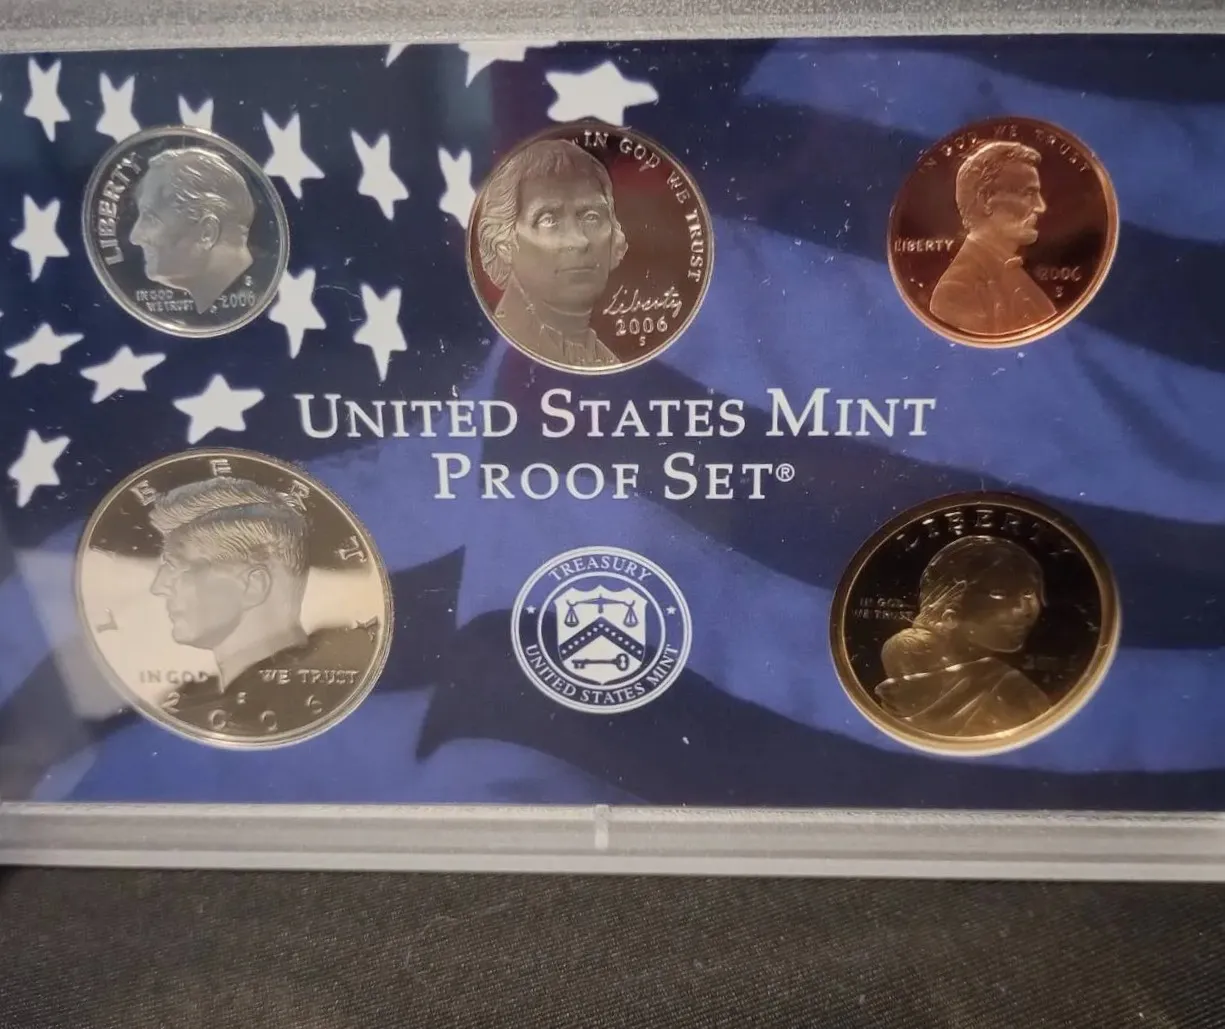 LIBERTY
IN GOD
WE TRUST
S
2006
IN GOD WE TRUST
Liberty
2006
S
IN GOD WE TRUST
LIBERTY
2006
S
UNITED STATES MINT
PROOF SET®
LIBERTY
IN GOD WE TRUST
S
2006
TREASURY
UNITED STATES MINT
LIBERTY
IN GOD
WE TRUST